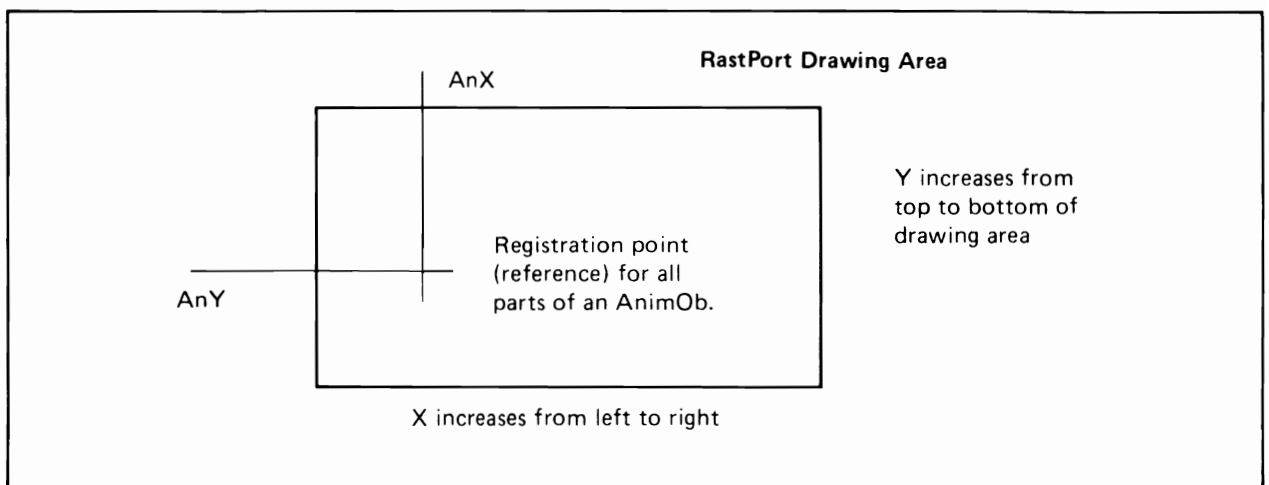 RastPort Drawing Area
AnX
Y increases from
top to bottom of
drawing area
Registration point
(reference) for all
parts of an AnimOb.
AnY
X increases from left to right